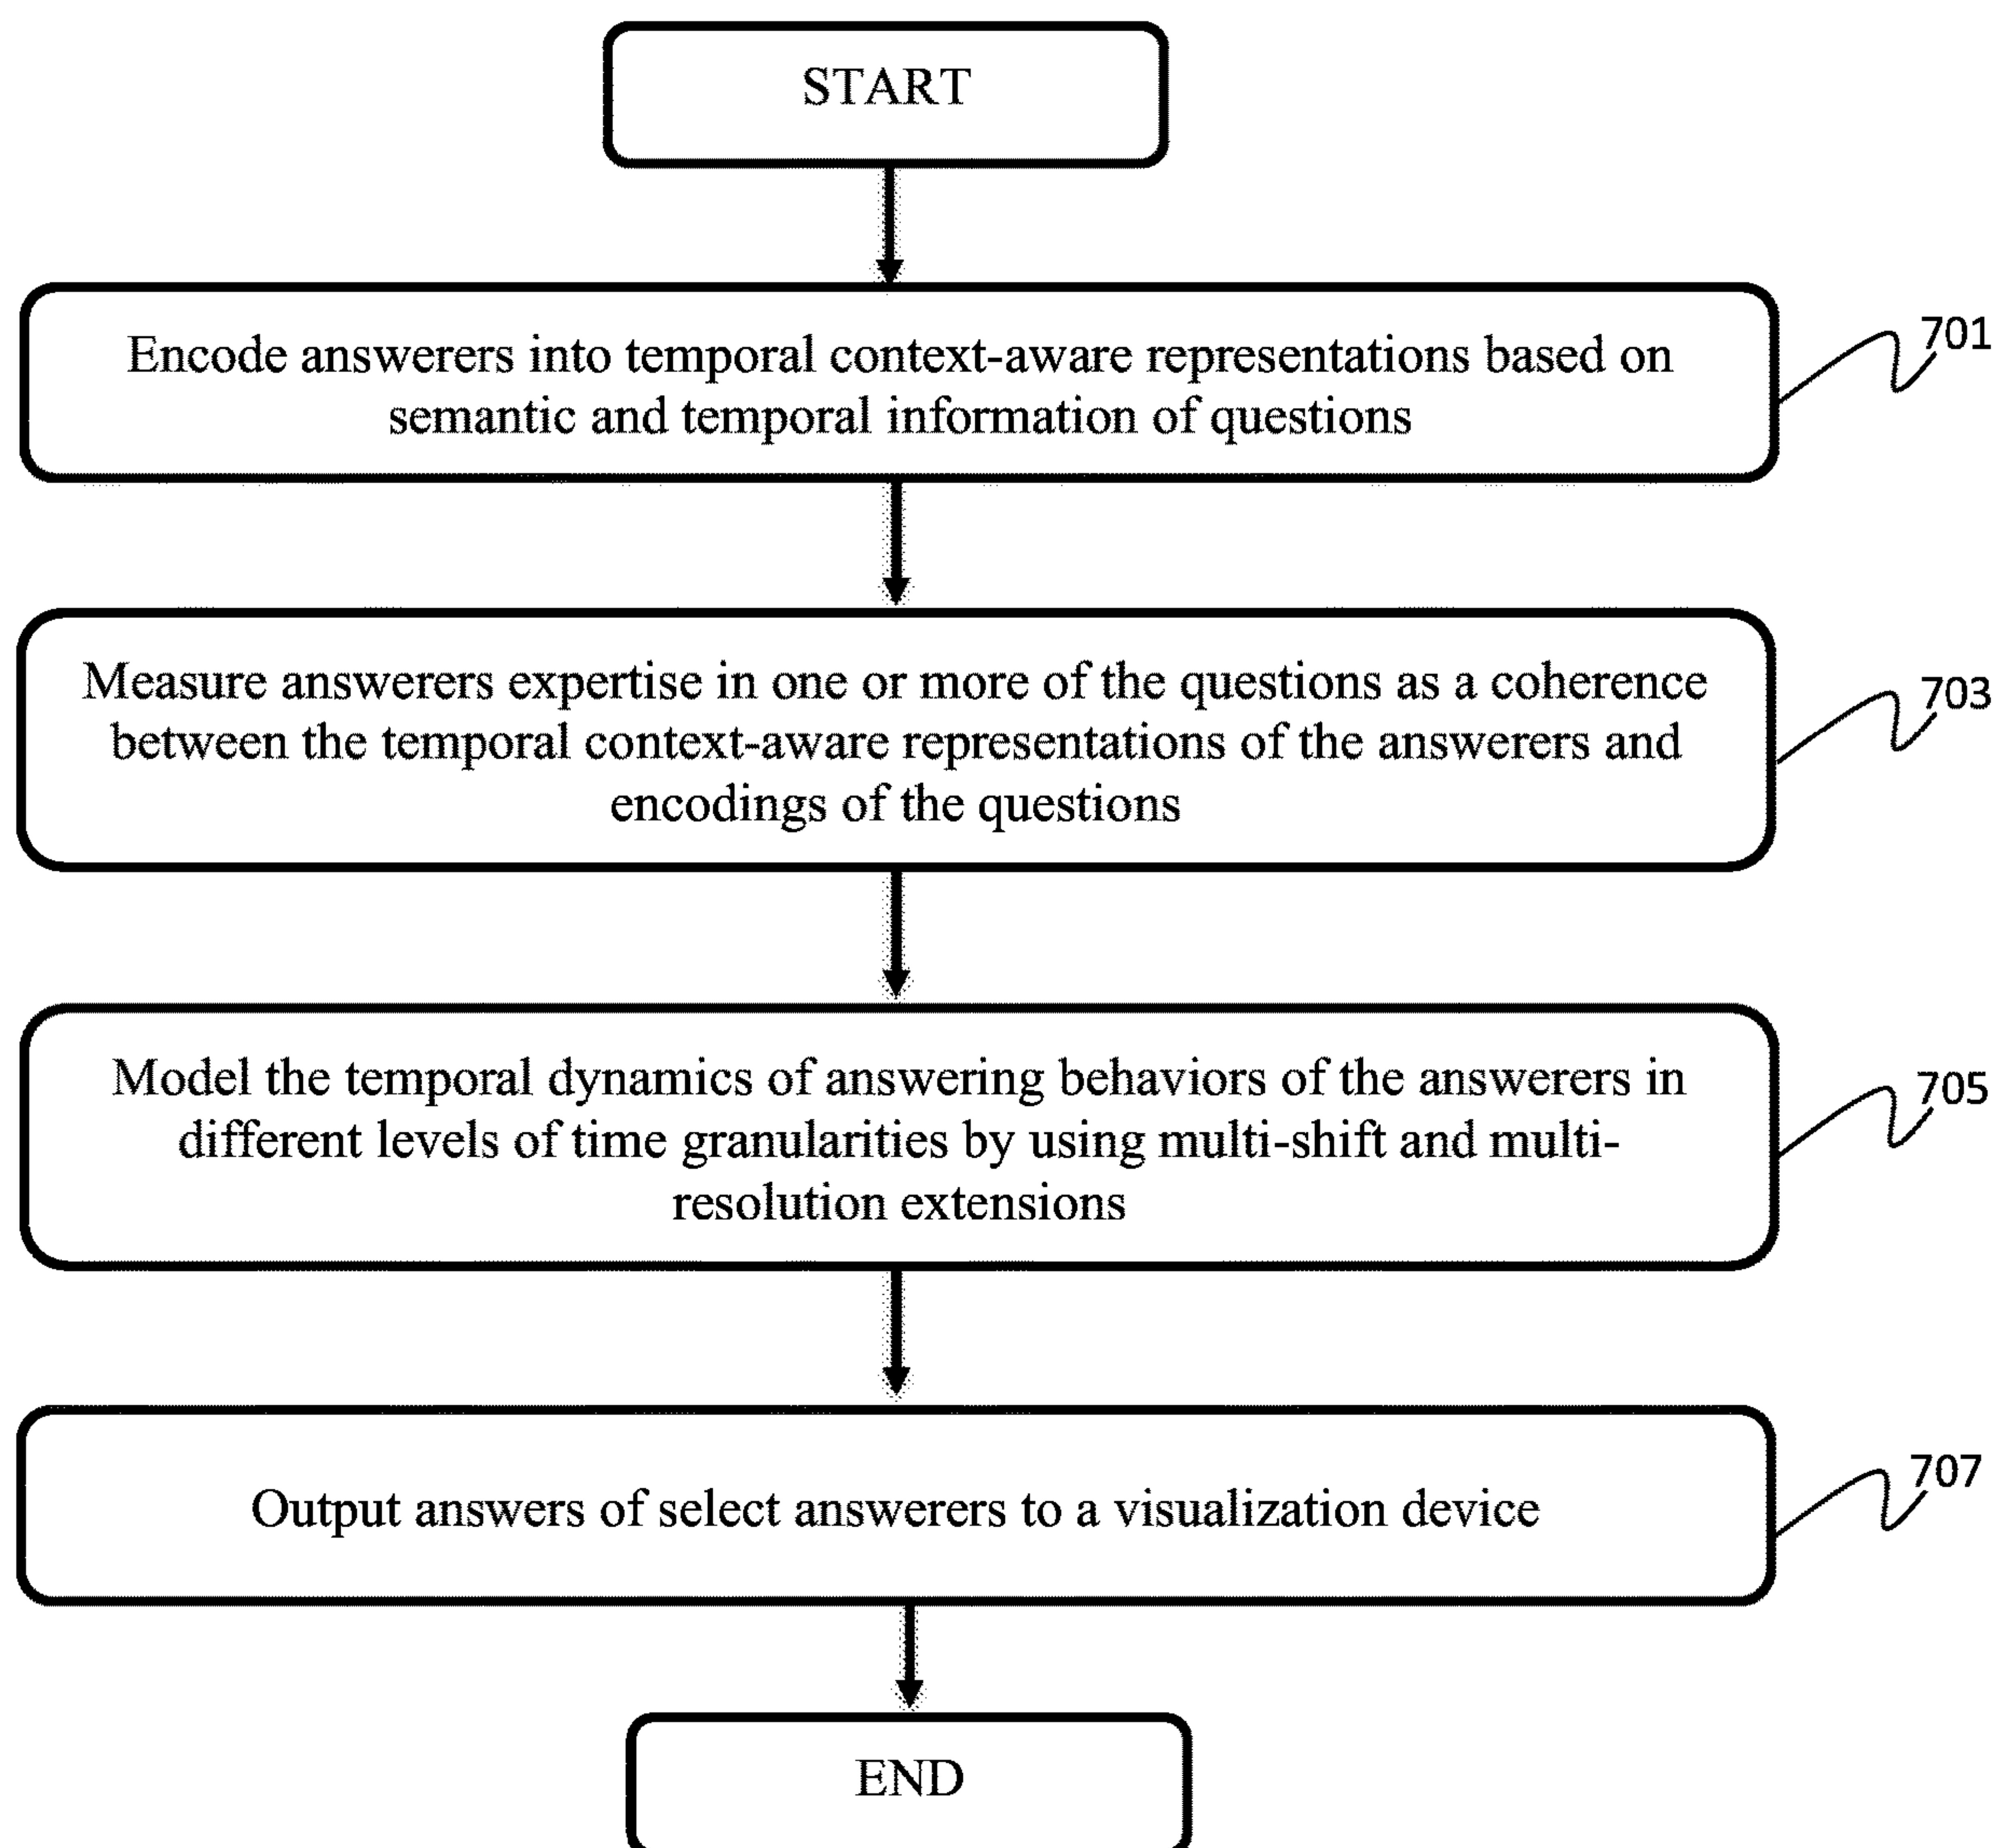 START
Encode answerers into temporal context-aware representations based on
semantic and temporal information of questions
701
Measure answerers expertise in one or more of the questions as a coherence
between the temporal context-aware representations of the answerers and
encodings of the questions
703
Model the temporal dynamics of answering behaviors of the answerers in
different levels of time granularities by using multi-shift and multi-
resolution extensions
705
Output answers of select answerers to a visualization device
707
END